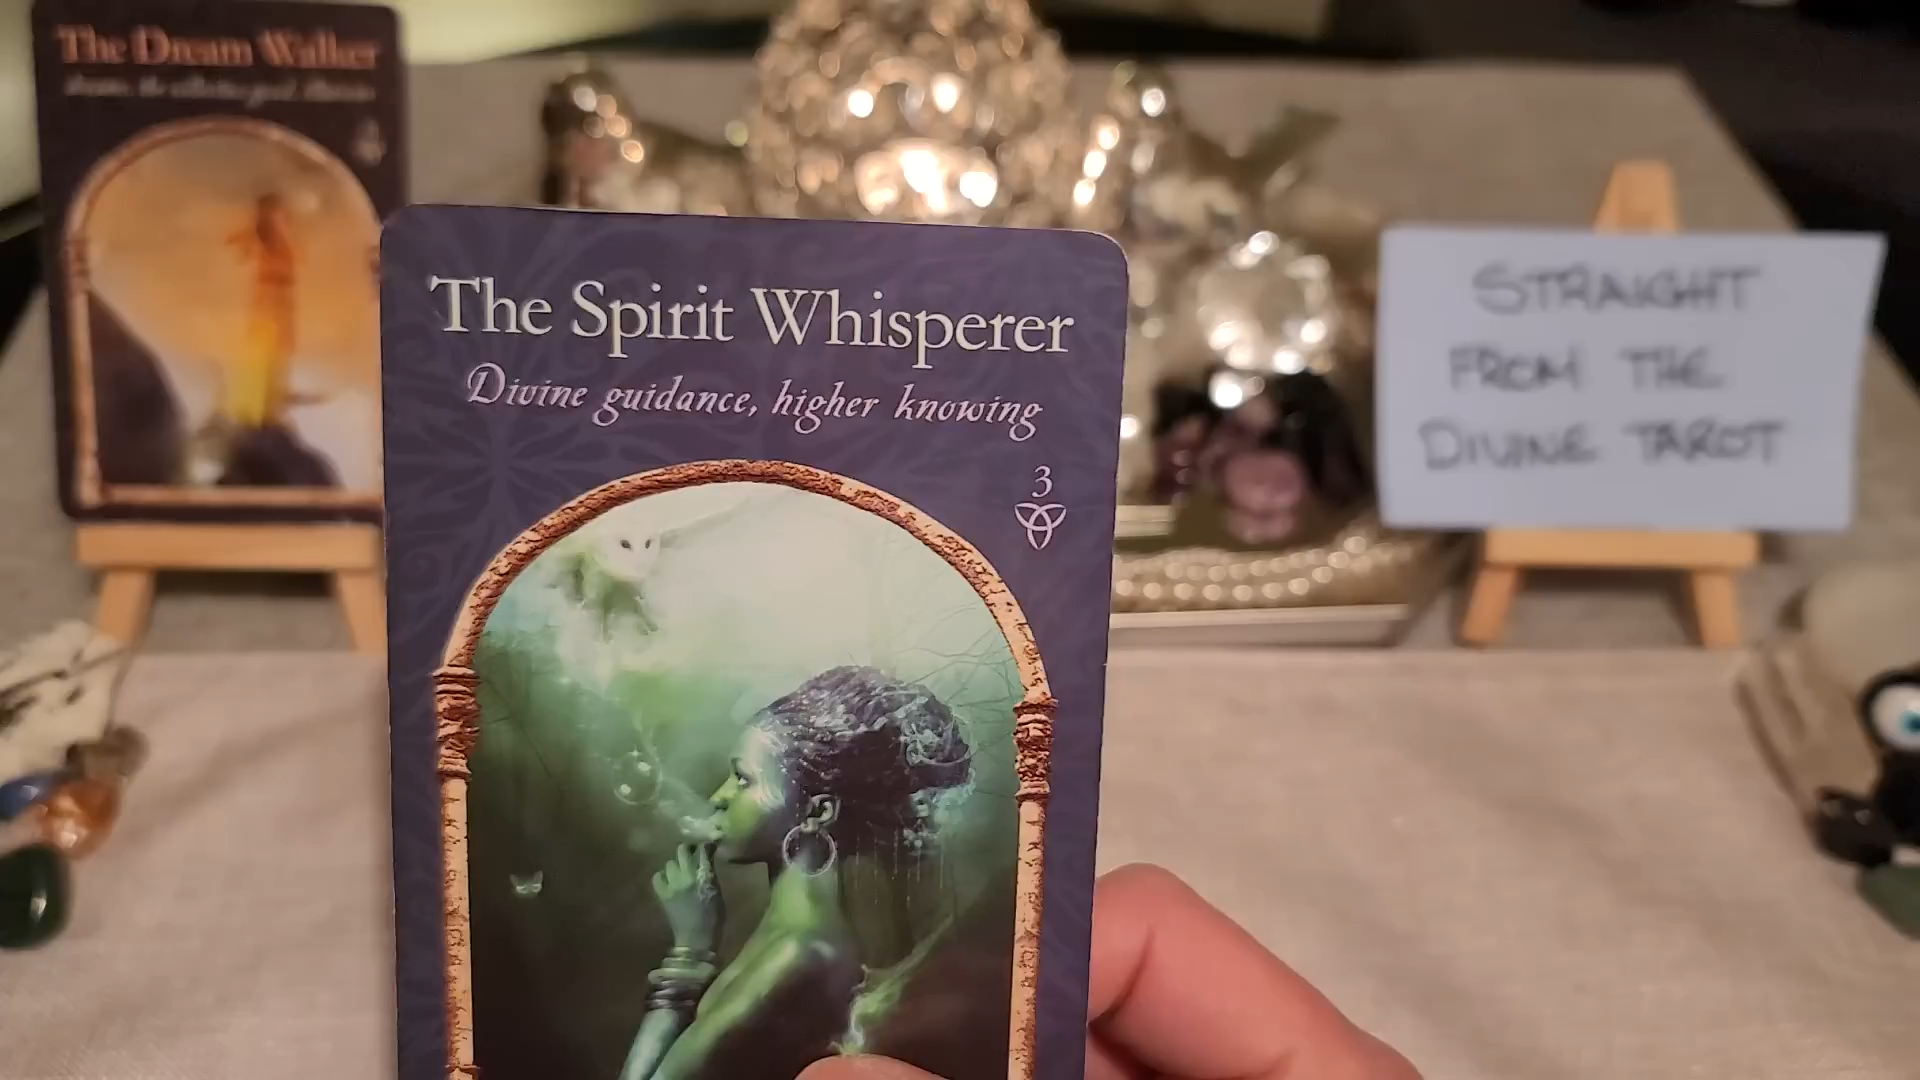 The Dream Walker
The Spirit Whisperer
Divine guidance, higher knowing
3
STRAIGHT
FROM THE
DIVINE TAROT